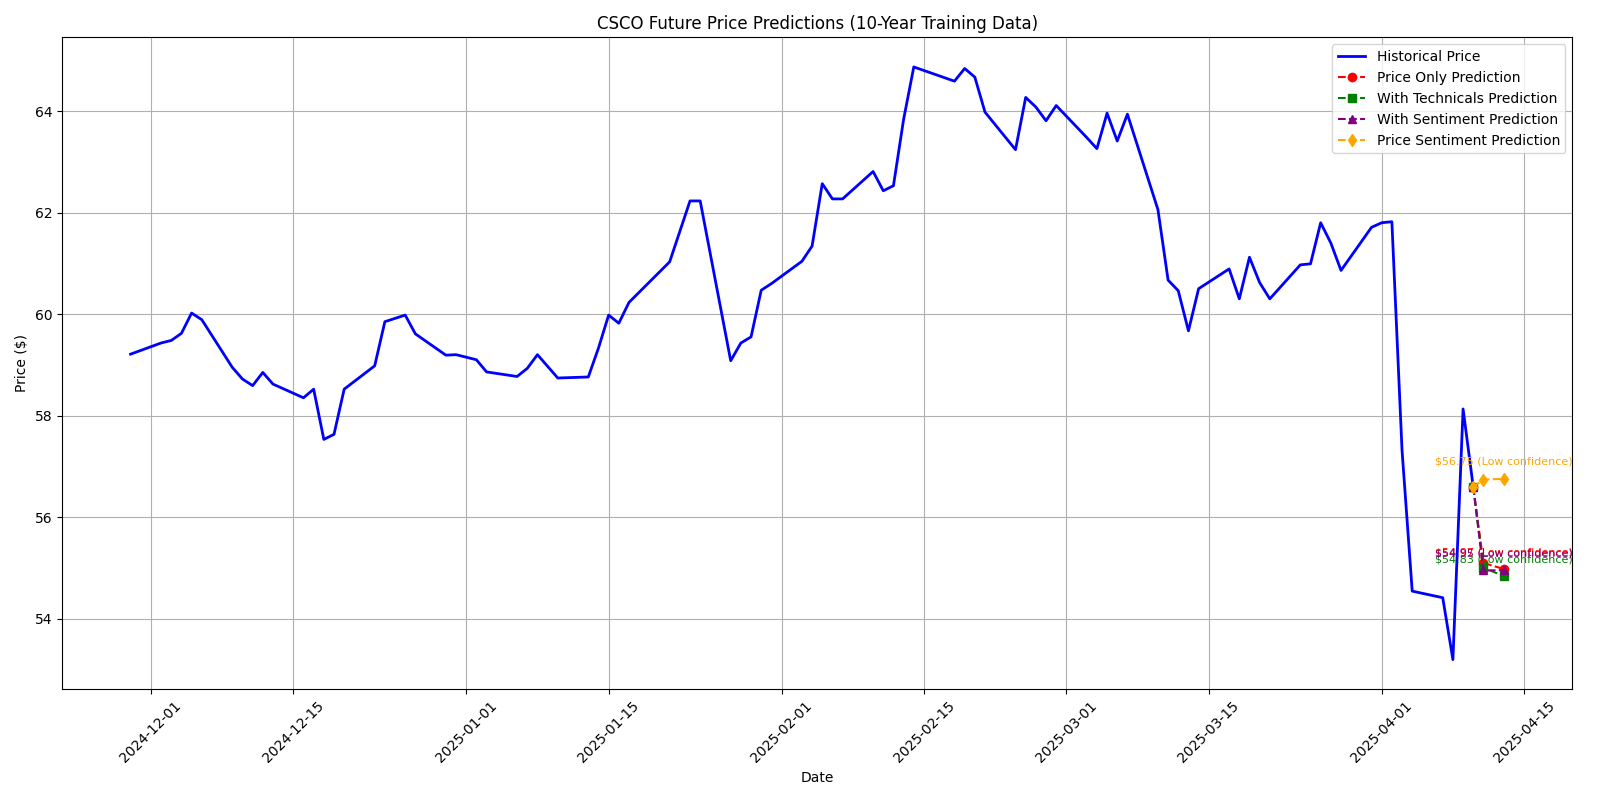 CSCO Future Price Predictions (10-Year Training Data)
Historical Price
Price Only Prediction
With Technicals Prediction
With Sentiment Prediction
Price Sentiment Prediction
Price ($)
64
62
60
58
56
54
(Low confidence)
(Low confidence)
$54.83 (Low confidence)
2024-12-01
2024-12-15
2025-01-01
2025-01-15
2025-02-01
2025-02-15
2025-03-01
2025-03-15
2025-04-01
2025-04-15
Date